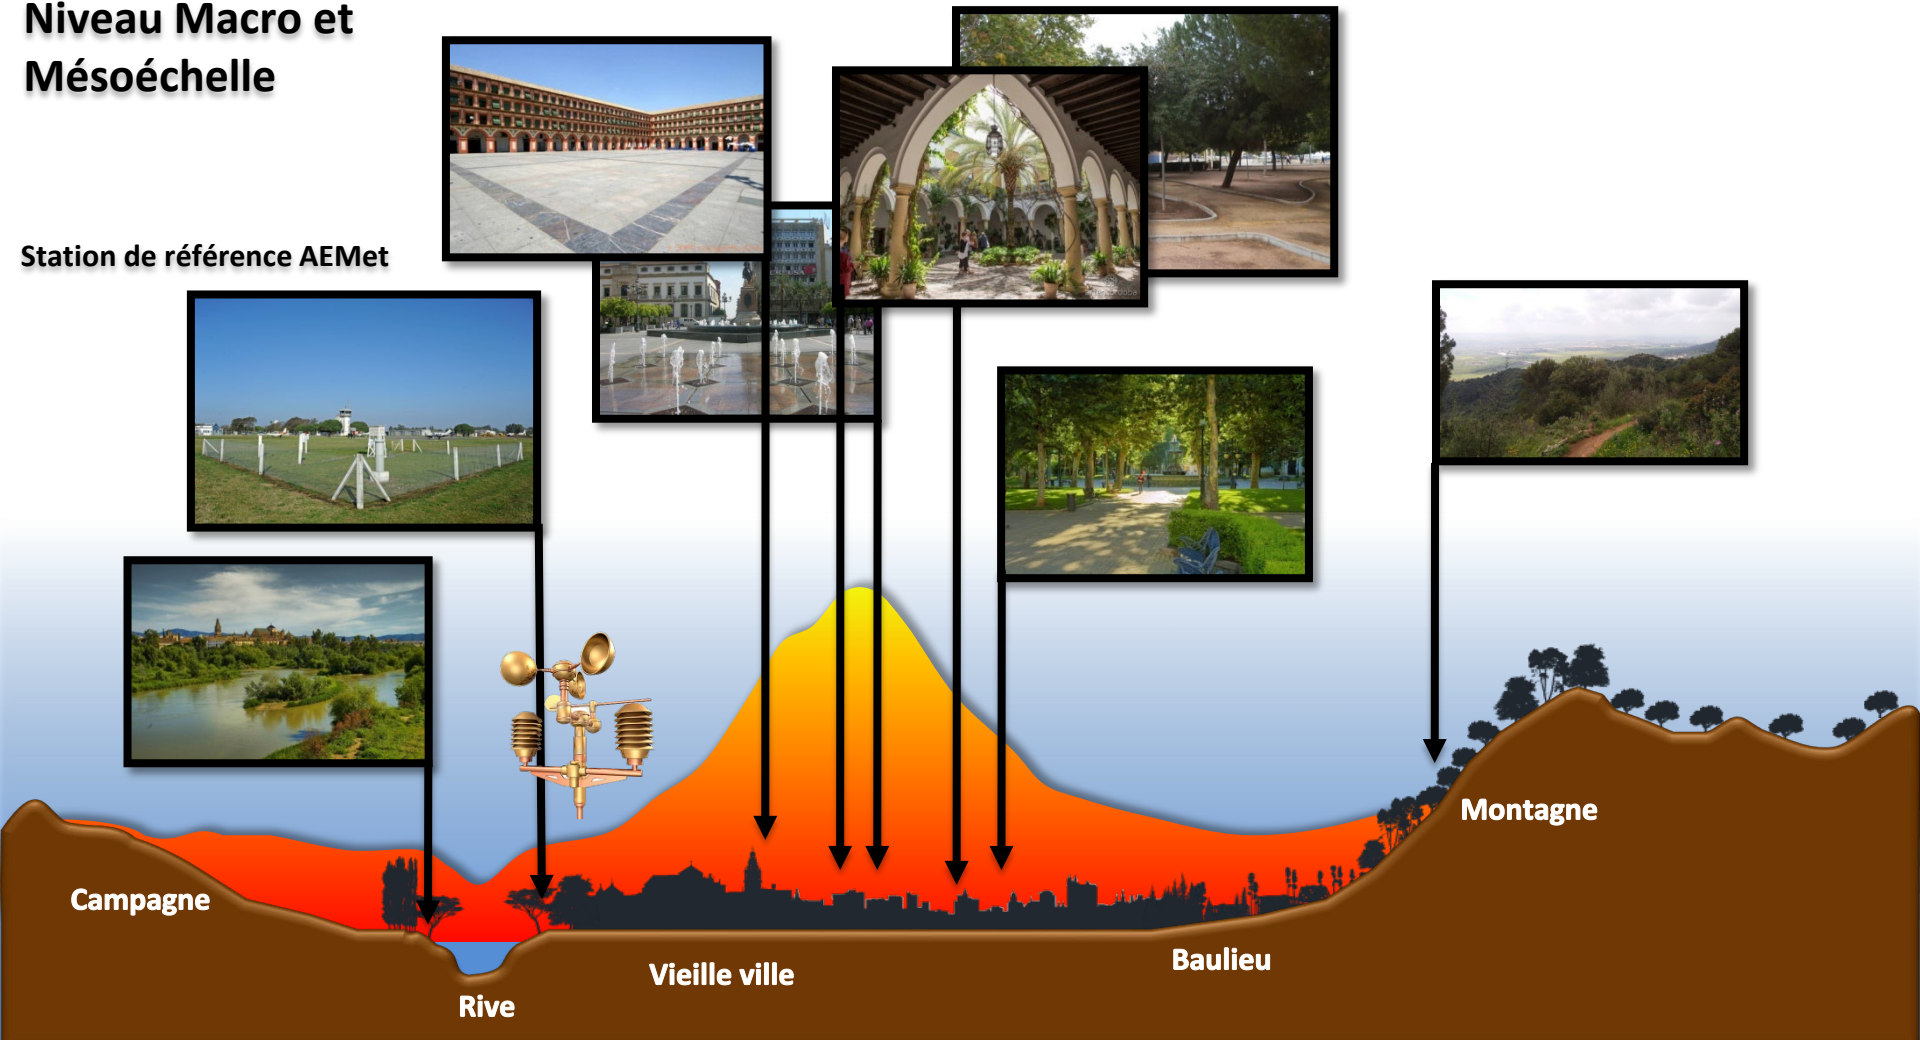 Niveau Macro et
Mésoéchelle
Station de référence AEMet
Montagne
Campagne
Baulieu
Vieille ville
Rive